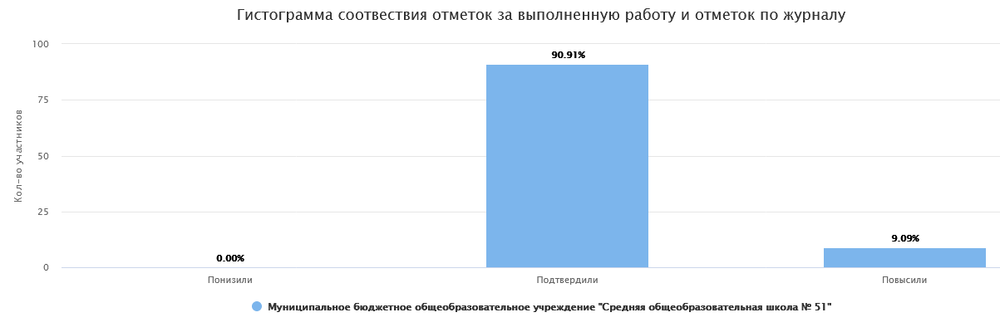 Гистограмма соотвествия отметок за выполненную работу и отметок по журналу
100
90.91%
75
50
Кол-во участников
25
9.09%
0.00%
0
Понизили
Подтвердили
Повысили
Муниципальное бюджетное общеобразовательное учреждение "Средняя общеобразовательная школа № 51"